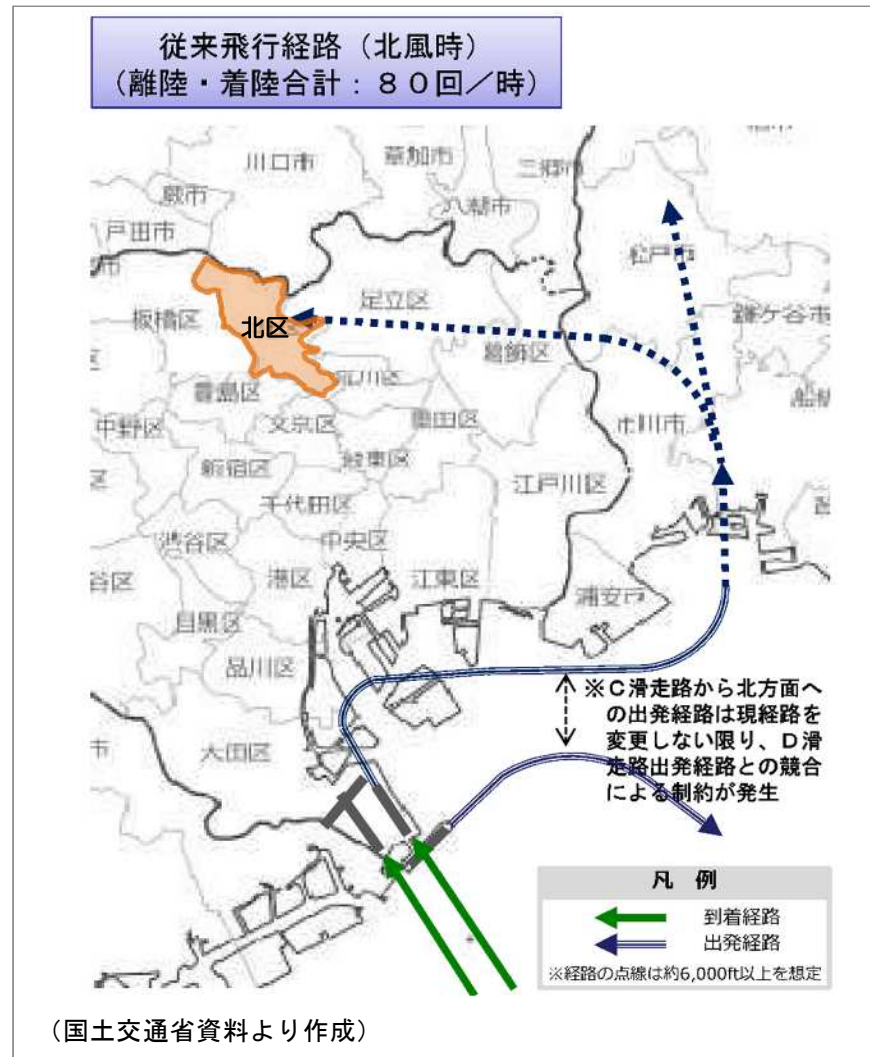 従来飛行経路（北風時）
（離陸・着陸合計：８０回／時）
川口市
草加市
三郷市
蕨市
八潮市
戸田市
松戸市
足立区
板橋区
北区
葛飾区
鎌ケ谷市
荒川区
豊島区
市川市
船橋
中野区
文京区
墨田区
新宿区
台東区
江戸川区
千代田区
渋谷区
中央区
谷区
港区
江東区
浦安市
目黒区
品川区
※Ｃ滑走路から北方面へ
の出発経路は現経路を
変更しない限り、Ｄ滑
走路出発経路との競合
による制約が発生
市
大田区
凡 例
到着経路
出発経路
※経路の点線は約6,000ft以上を想定
（国土交通省資料より作成）